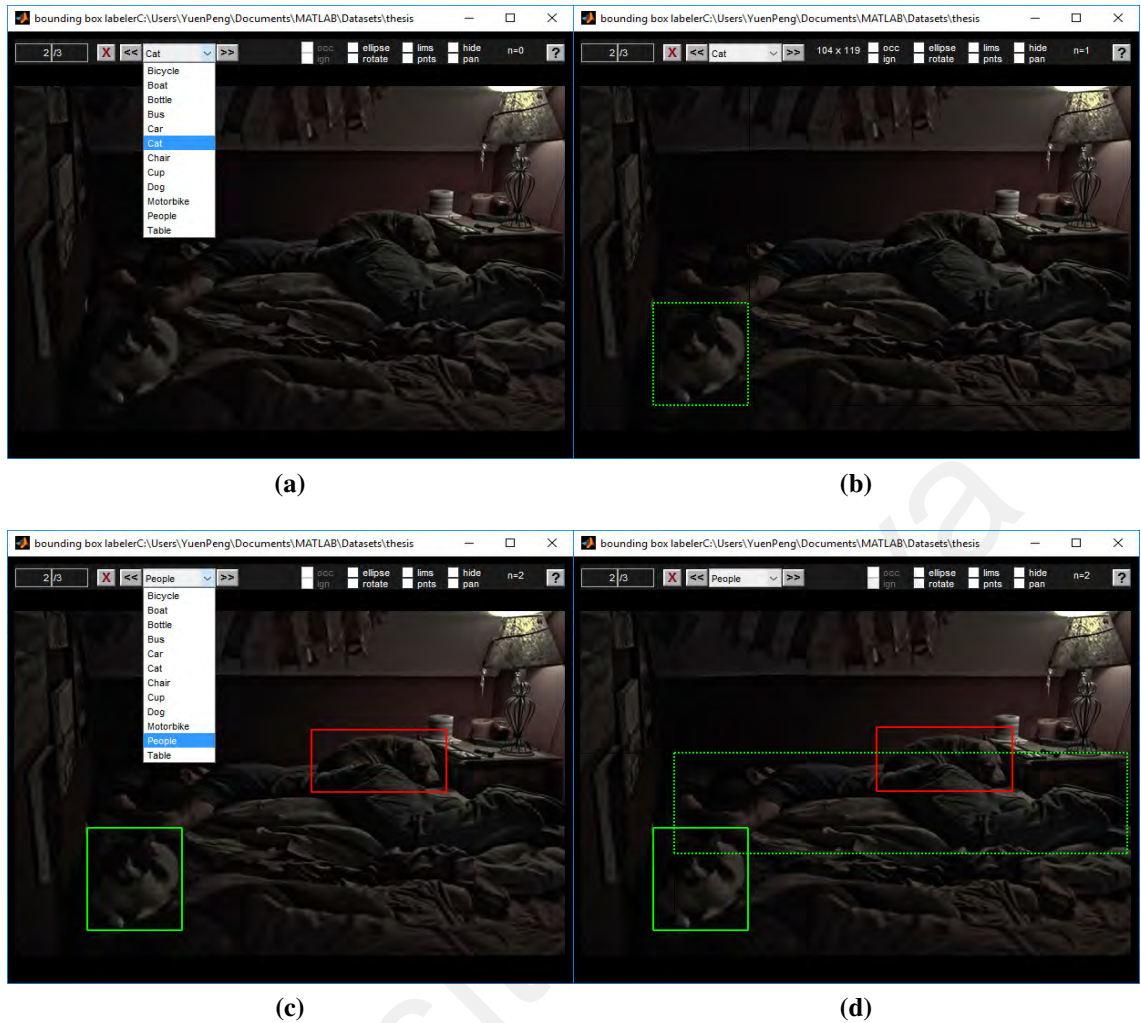 bounding box labelerC:\Users\YuenPeng\Documents\MATLAB\Datasets\thesis
2 /3 X << Cat >> occ ellipse lims hide n=0 ?
ign rotate pnts pan
Bicycle
Boat
Bottle
Bus
Car
Cat
Chair
Cup
Dog
Motorbike
People
Table
(a)
bounding box labelerC:\Users\YuenPeng\Documents\MATLAB\Datasets\thesis
2 /3 X << Cat >> 104 x 119 occ ellipse lims hide n=1 ?
ign rotate pnts pan
(b)
bounding box labelerC:\Users\YuenPeng\Documents\MATLAB\Datasets\thesis
2 /3 X << People >> occ ellipse lims hide n=2 ?
ign rotate pnts pan
Bicycle
Boat
Bottle
Bus
Car
Cat
Chair
Cup
Dog
Motorbike
People
Table
(c)
bounding box labelerC:\Users\YuenPeng\Documents\MATLAB\Datasets\thesis
2 /3 X << People >> occ ellipse lims hide n=2 ?
ign rotate pnts pan
(d)